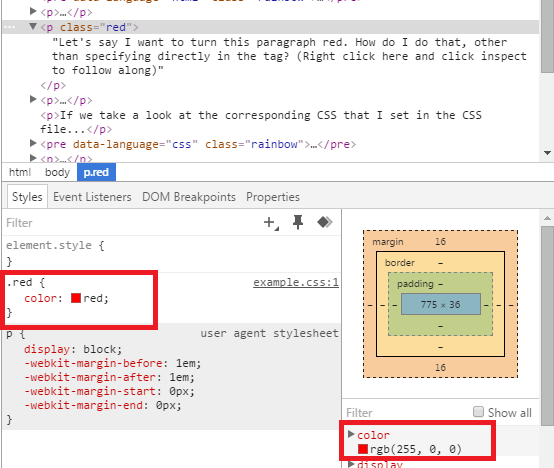 <p>…</p>
<p class="red">
"Let's say I want to turn this paragraph red. How do I do that, other
than specifying directly in the tag? (Right click here and click inspect
to follow along)"
</p>
<p>…</p>
<p>If we take a look at the corresponding CSS that I set in the CSS
file...</p>
<pre data-language="css" class="rainbow">…</pre>
<p>…</p>
html body p.red
Styles Event Listeners DOM Breakpoints Properties
Filter
element.style {
}
.red { example.css:1
color: red;
}
p { user agent stylesheet
display: block;
-webkit-margin-before: 1em;
-webkit-margin-after: 1em;
-webkit-margin-start: 0px;
-webkit-margin-end: 0px;
}
margin 16
border –
padding –
– – – 775 × 36 – – –
–
–
16
Filter Show all
color
rgb(255, 0, 0)
display